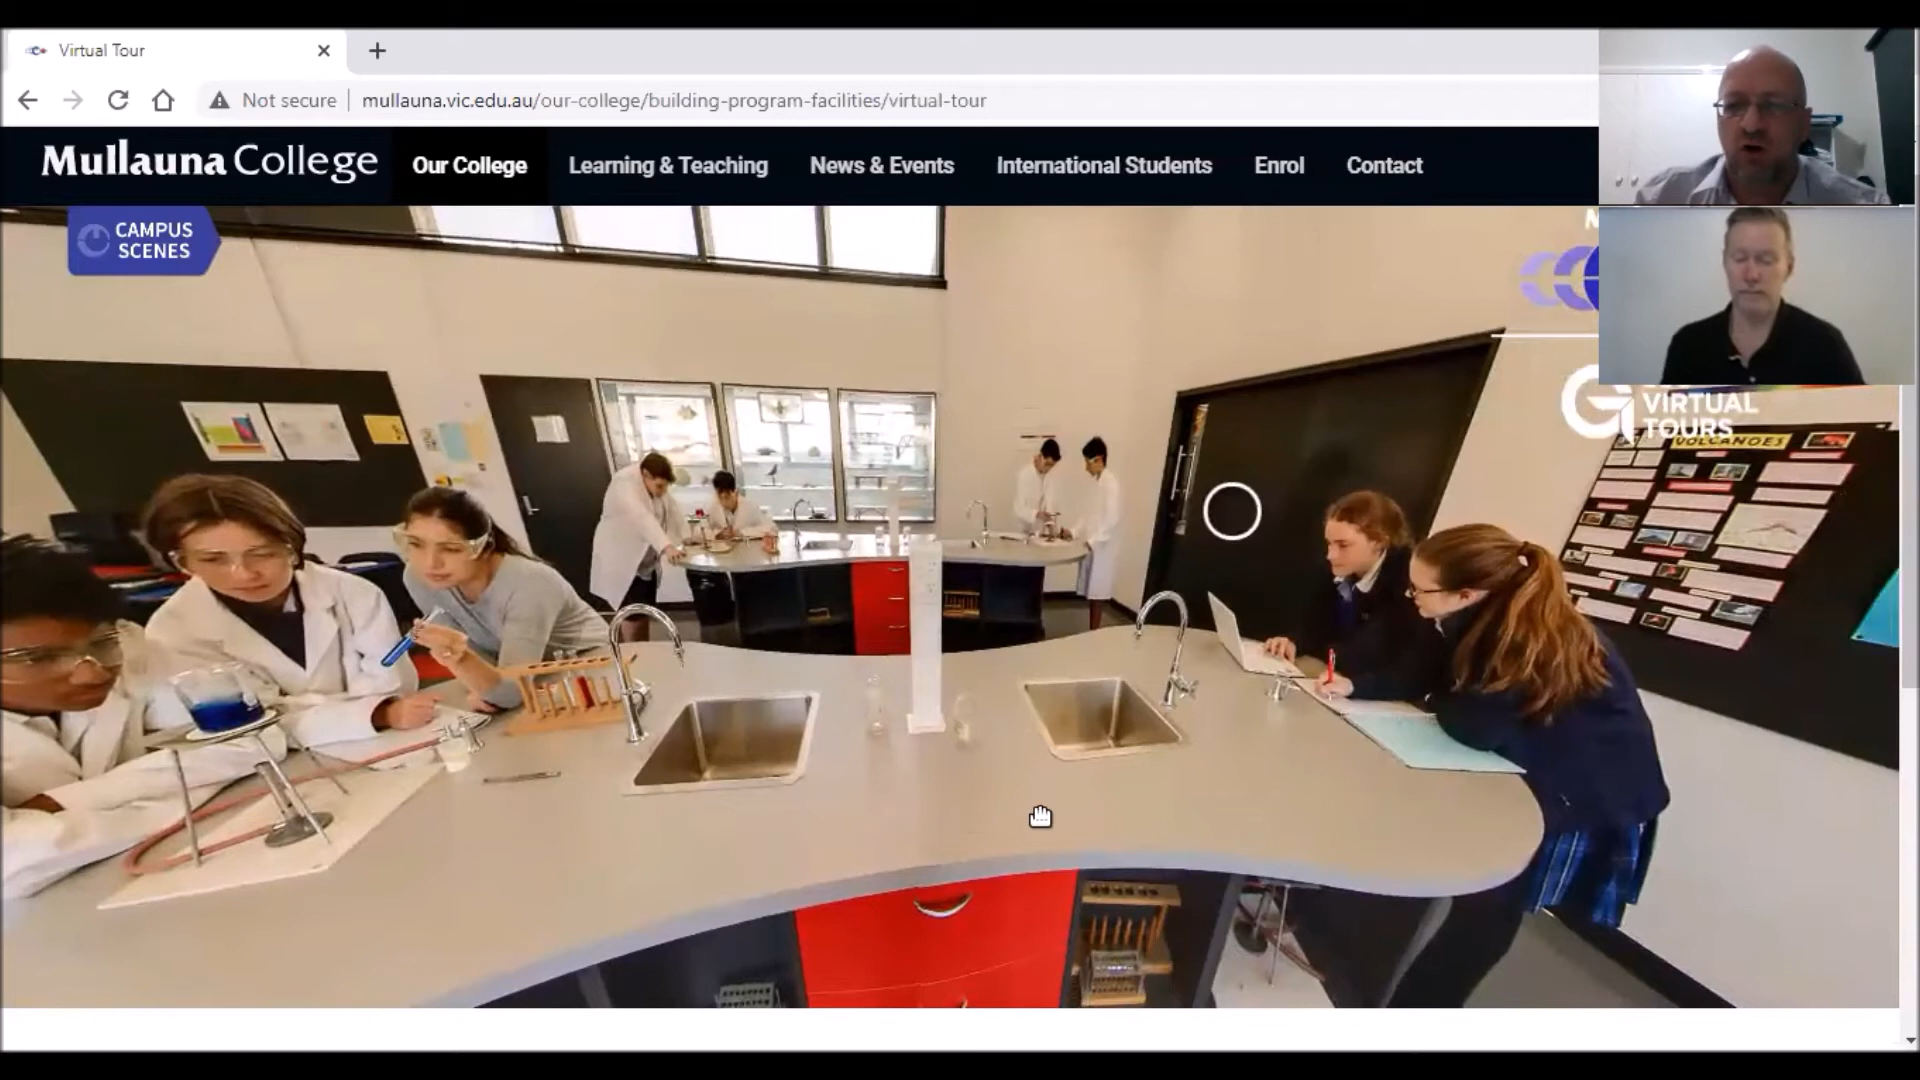 Virtual Tour
Not secure
mullauna.vic.edu.au/our-college/building-program-facilities/virtual-tour
Mullauna College
Our College
Learning & Teaching
News & Events
International Students
Enrol
Contact
CAMPUS
SCENES
VIRTUAL
TOURS
VOLCANOES